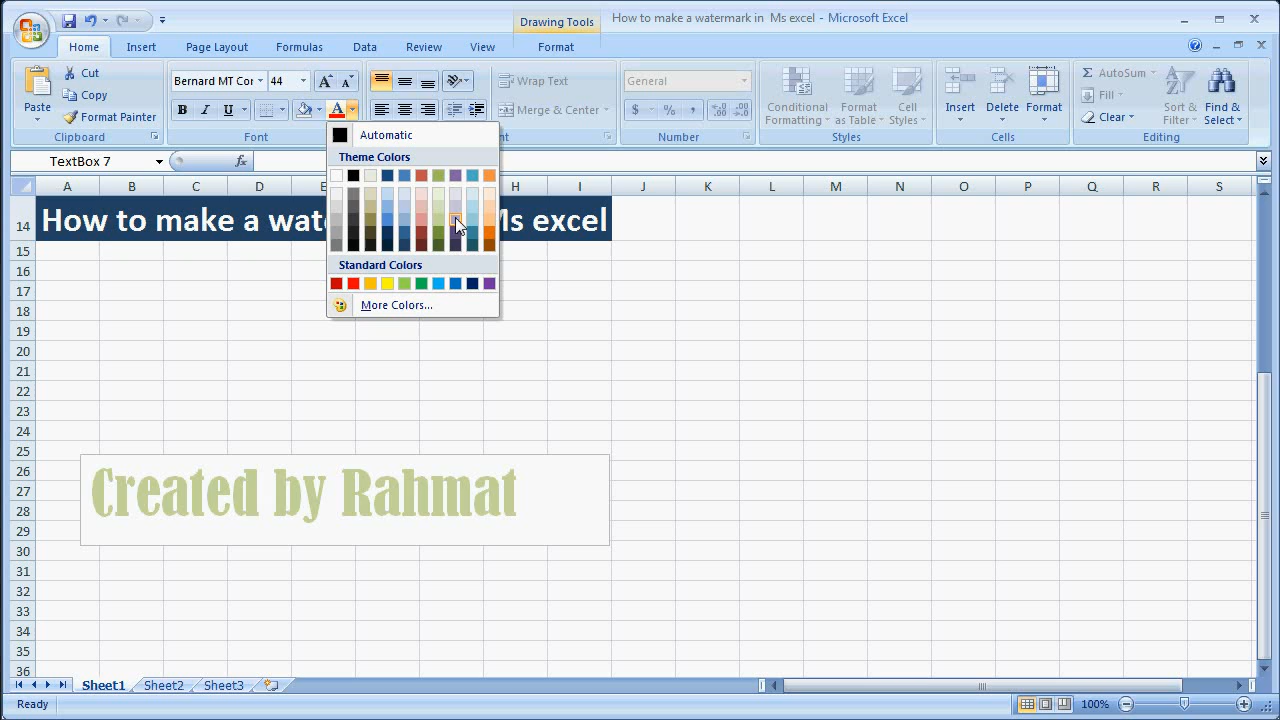 Drawing Tools
How to make a watermark in Ms excel - Microsoft Excel
Home Insert Page Layout Formulas Data Review View Format
Paste
Cut
Copy
Format Painter
Clipboard
Bernard MT Cor 44
B I U A
Font
Wrap Text
Merge & Center
General
$ % ,
Number
Conditional Formatting
Format as Table
Cell Styles
Styles
Insert Delete Format
Cells
Σ AutoSum
Fill
Clear
Sort & Filter
Find & Select
Editing
TextBox 7
fx
Automatic
Theme Colors
Standard Colors
More Colors...
A B C D E H I J K L M N O P Q R S
14 How to make a wat Ms excel
15
16
17
18
19
20
21
22
23
24
25
26
27
28
29
30
31
32
33
34
35
36
Created by Rahmat
Sheet1 Sheet2 Sheet3
Ready
100%